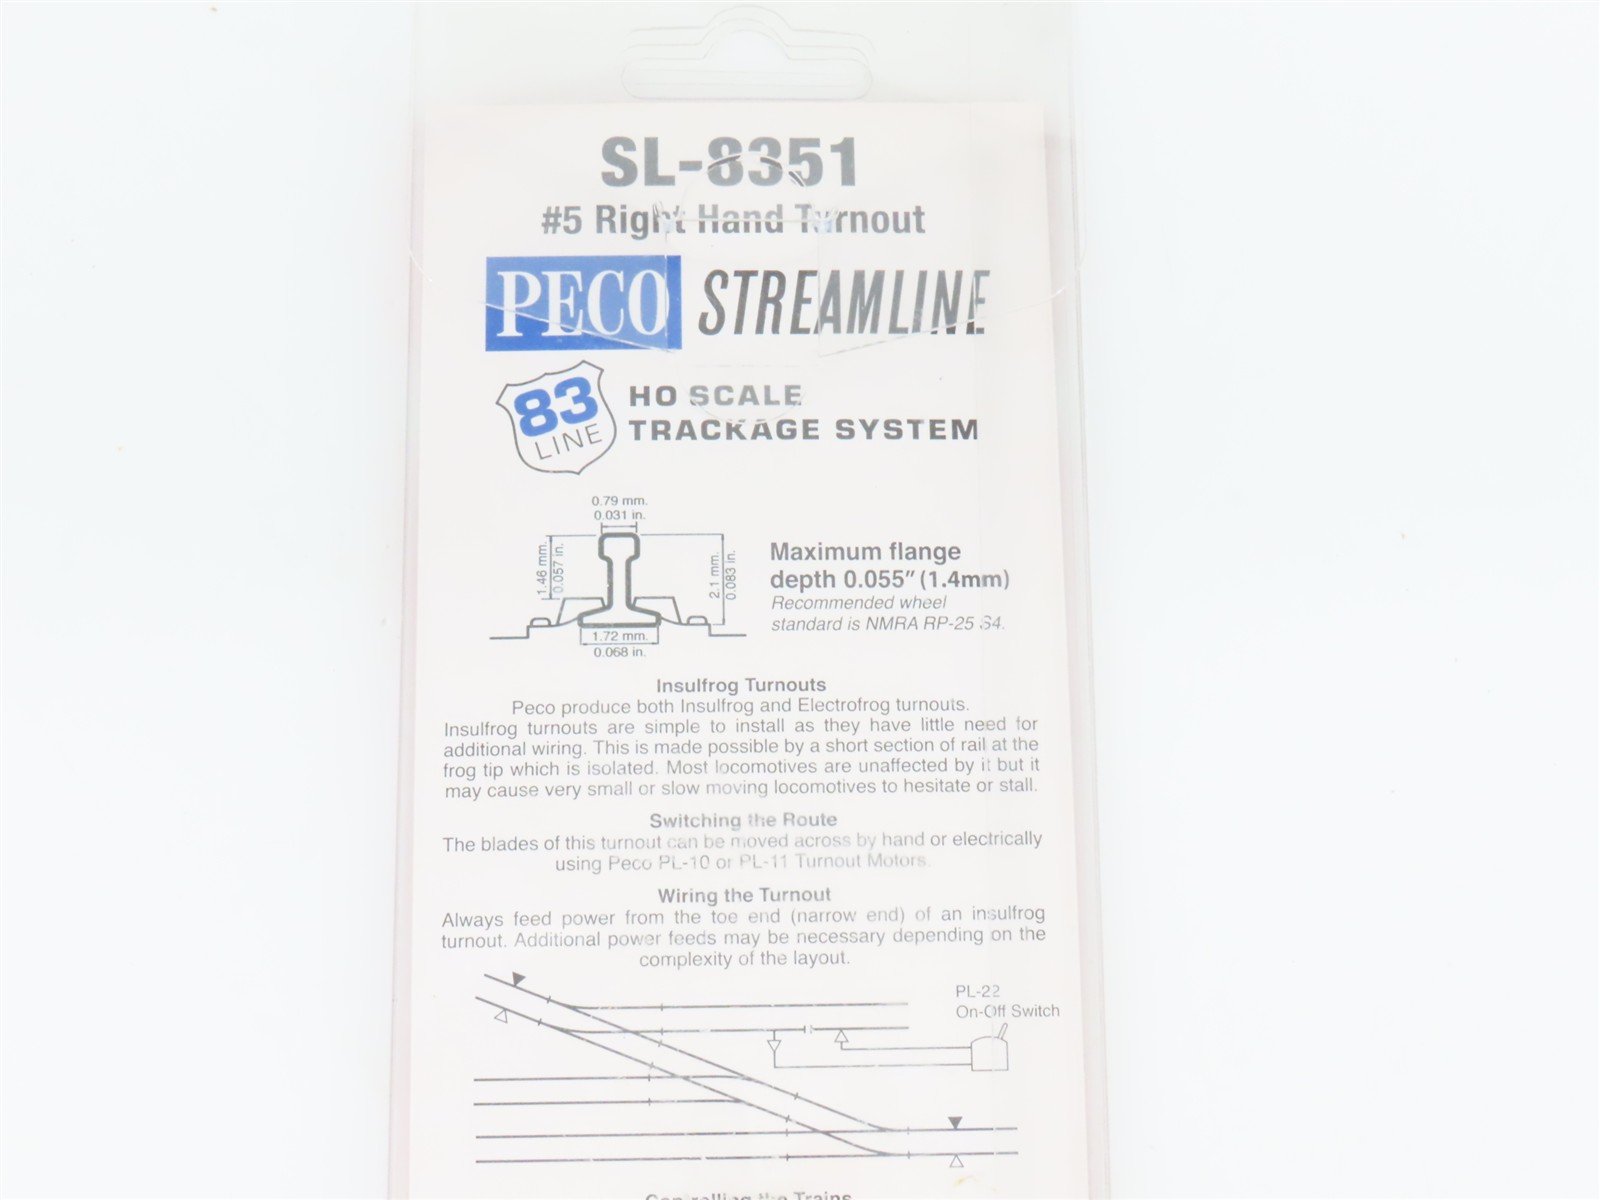 SL-8351
#5 Right Hand Turnout
PECO STREAMLINE
83 LINE
HO SCALE
TRACKAGE SYSTEM
0.79 mm.
0.031 in.
1.46 mm.
0.057 in.
2.1 mm.
0.083 in.
1.72 mm.
0.068 in.
Maximum flange
depth 0.055" (1.4mm)
Recommended wheel
standard is NMRA RP-25 S4.
Insulfrog Turnouts
Peco produce both Insulfrog and Electrofrog turnouts.
Insulfrog turnouts are simple to install as they have little need for
additional wiring. This is made possible by a short section of rail at the
frog tip which is isolated. Most locomotives are unaffected by it but it
may cause very small or slow moving locomotives to hesitate or stall.
Switching the Route
The blades of this turnout can be moved across by hand or electrically
using Peco PL-10 or PL-11 Turnout Motors.
Wiring the Turnout
Always feed power from the toe end (narrow end) of an insulfrog
turnout. Additional power feeds may be necessary depending on the
complexity of the layout.
PL-22
On-Off Switch
Controlling the Trains